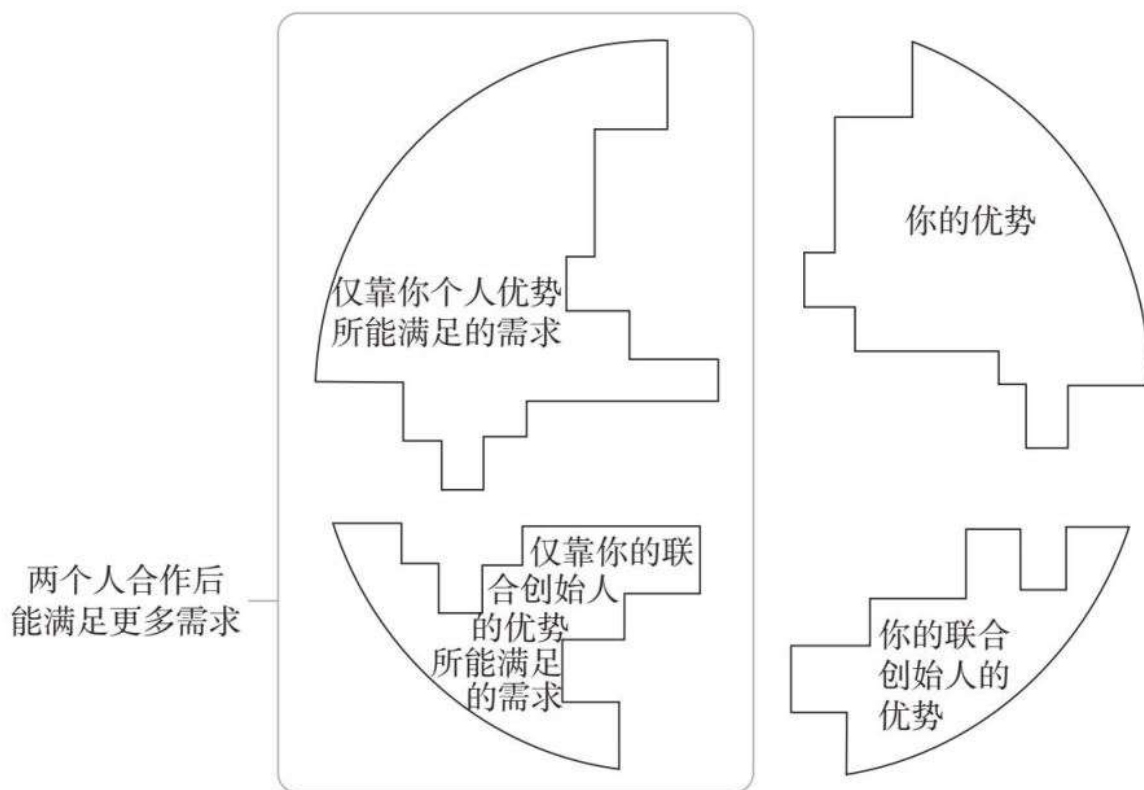 你的优势
仅靠你个人优势
所能满足的需求
两个人合作后
能满足更多需求
仅靠你的联
合创始人
的优势
所能满足
的需求
你的联合
创始人的
优势